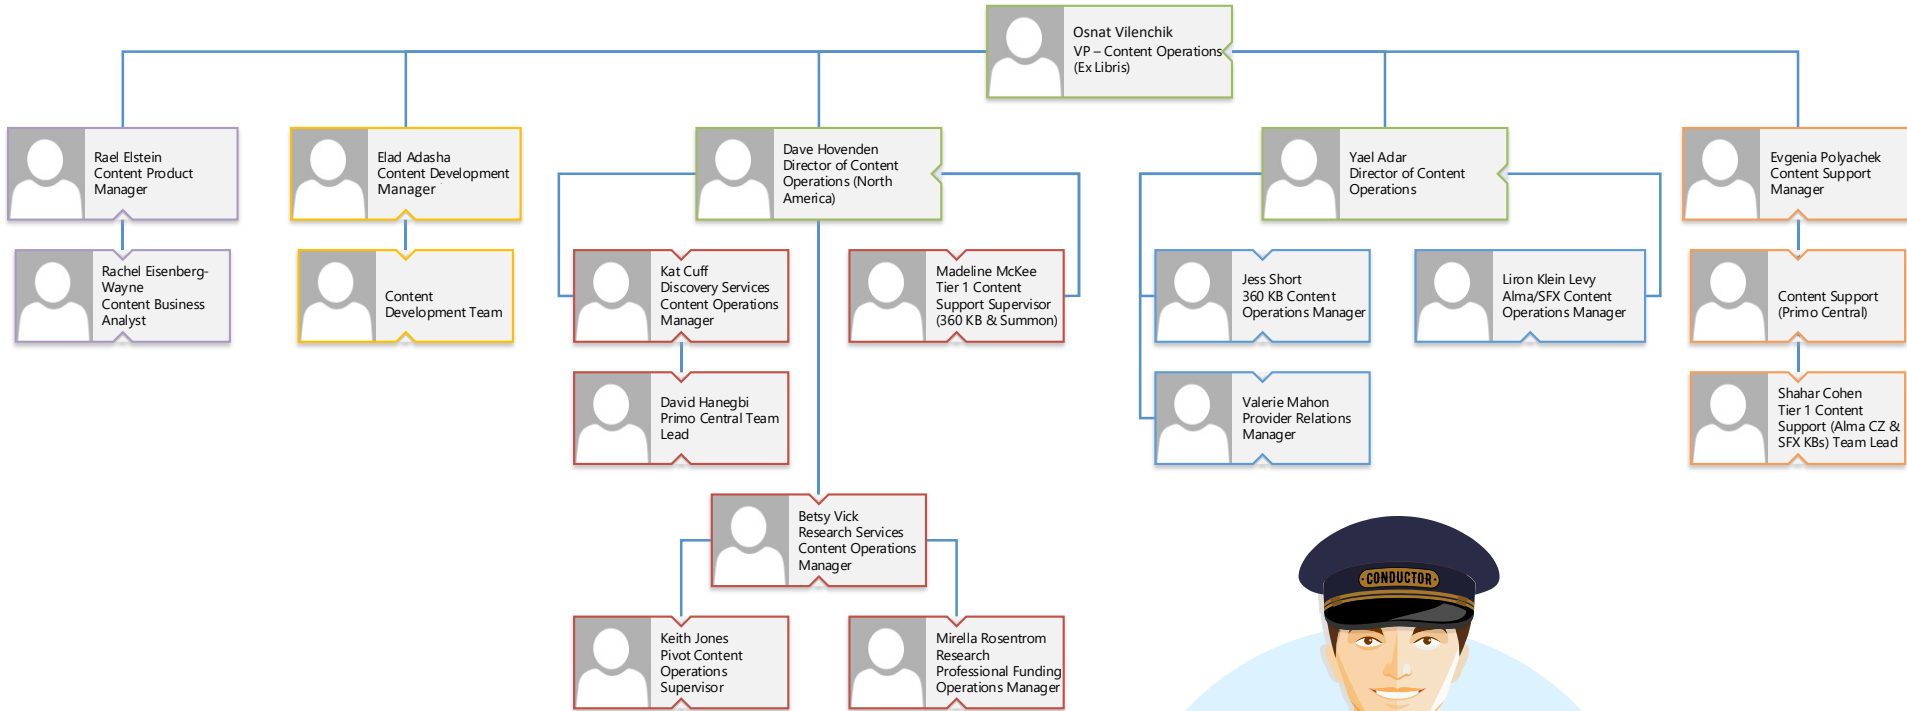 Osnat Vilenchik
VP – Content Operations
(Ex Libris)
Rael Elstein
Content Product
Manager
Elad Adasha
Content Development
Manager
Dave Hovenden
Director of Content
Operations (North
America)
Yael Adar
Director of Content
Operations
Evgenia Polyachek
Content Support
Manager
Rachel Eisenberg-
Wayne
Content Business
Analyst
Content
Development Team
Kat Cuff
Discovery Services
Content Operations
Manager
Madeline McKee
Tier 1 Content
Support Supervisor
(360 KB & Summon)
Jess Short
360 KB Content
Operations Manager
Liron Klein Levy
Alma/SFX Content
Operations Manager
Content Support
(Primo Central)
David Hanegbi
Primo Central Team
Lead
Valerie Mahon
Provider Relations
Manager
Shahar Cohen
Tier 1 Content
Support (Alma CZ &
SFX KBs) Team Lead
Betsy Vick
Research Services
Content Operations
Manager
CONDUCTOR
Keith Jones
Pivot Content
Operations
Supervisor
Mirella Rosentrom
Research
Professional Funding
Operations Manager